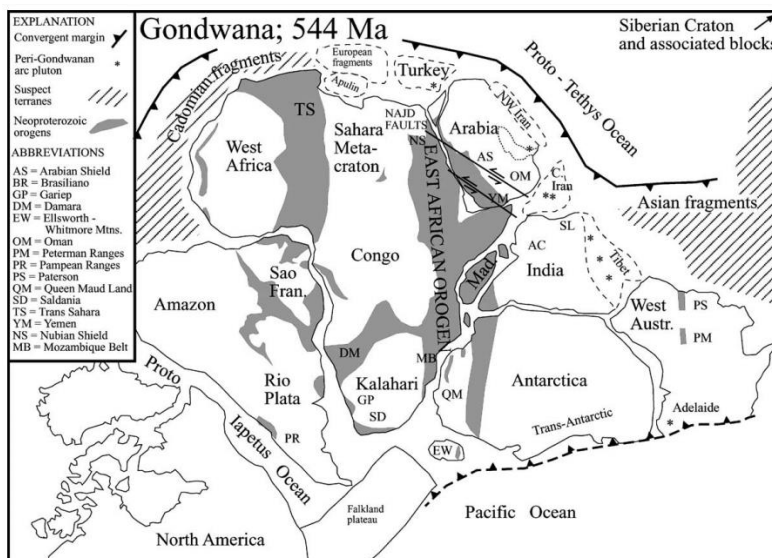 EXPLANATION
Convergent margin
Peri-Gondwanan
arc pluton
*
Suspect
terranes
Neoproterozoic
orogens
ABBREVIATIONS
AS = Arabian Shield
BR = Brasiliano
GP = Gariep
DM = Damara
EW = Ellsworth -
Whitmore Mtns.
OM = Oman
PM = Peterman Ranges
PR = Pampean Ranges
PS = Paterson
QM = Queen Maud Land
SD = Saldania
TS = Trans Sahara
YM = Yemen
NS = Nubian Shield
MB = Mozambique Belt
Gondwana; 544 Ma
Siberian Craton
and associated blocks
Proto - Tethys Ocean
Cadomian fragments
European
fragments
Apulin
Turkey
*
NW Iran
*
TS
West
Africa
Sahara
Meta-
craton
NAJD
FAULTS
NS
Arabia
AS
OM
YM
C-
Iran
**
Asian fragments
EAST AFRICAN OROGEN
Congo
Mad.
SL
AC
India
Tibet
*
*
*
Sao
Fran.
Amazon
West
Austr.
PS
PM
DM
MB
Kalahari
GP
SD
Rio
Plata
PR
QM
Antarctica
Trans-Antarctic
Adelaide
*
EW
Proto
Iapetus Ocean
Falkland
plateau
Pacific Ocean
North America